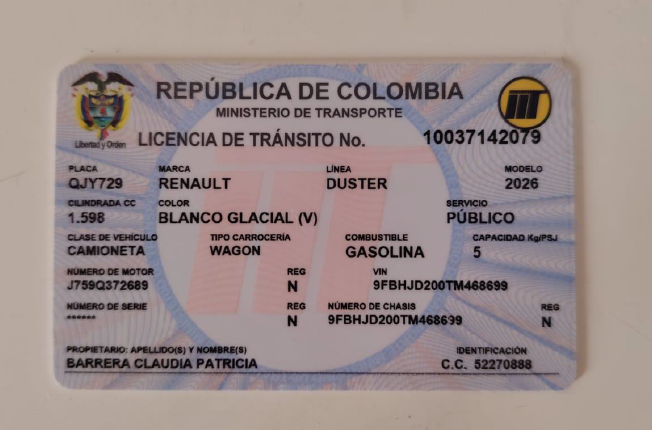 REPÚBLICA DE COLOMBIA
MINISTERIO DE TRANSPORTE
Libertad y Orden
LICENCIA DE TRÁNSITO No. 10037142079
PLACA MARCA LÍNEA MODELO
QJY729 RENAULT DUSTER 2026
CILINDRADA CC COLOR SERVICIO
1.598 BLANCO GLACIAL (V) PÚBLICO
CLASE DE VEHÍCULO TIPO CARROCERÍA COMBUSTIBLE CAPACIDAD Kg/PSJ
CAMIONETA WAGON GASOLINA 5
NÚMERO DE MOTOR REG VIN
J759Q372689 N 9FBHJD200TM468699
NÚMERO DE SERIE REG NÚMERO DE CHASIS REG
****** N 9FBHJD200TM468699 N
PROPIETARIO: APELLIDO(S) Y NOMBRE(S) IDENTIFICACIÓN
BARRERA CLAUDIA PATRICIA C.C. 52270888